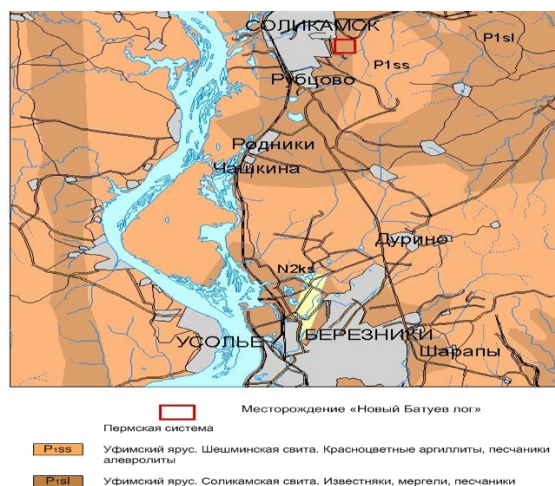 СОЛИКАМСК
P1sl
P1ss
Рубцово
Родники
Чашкина
Дурино
N2ks
УСОЛЬЕ
БЕРЕЗНИКИ
Шарапы
Месторождение «Новый Батуев лог»
Пермская система
P1ss Уфимский ярус. Шешминская свита. Красноцветные аргиллиты, песчаники
алевролиты
P1sl Уфимский ярус. Соликамская свита. Известняки, мергели, песчаники